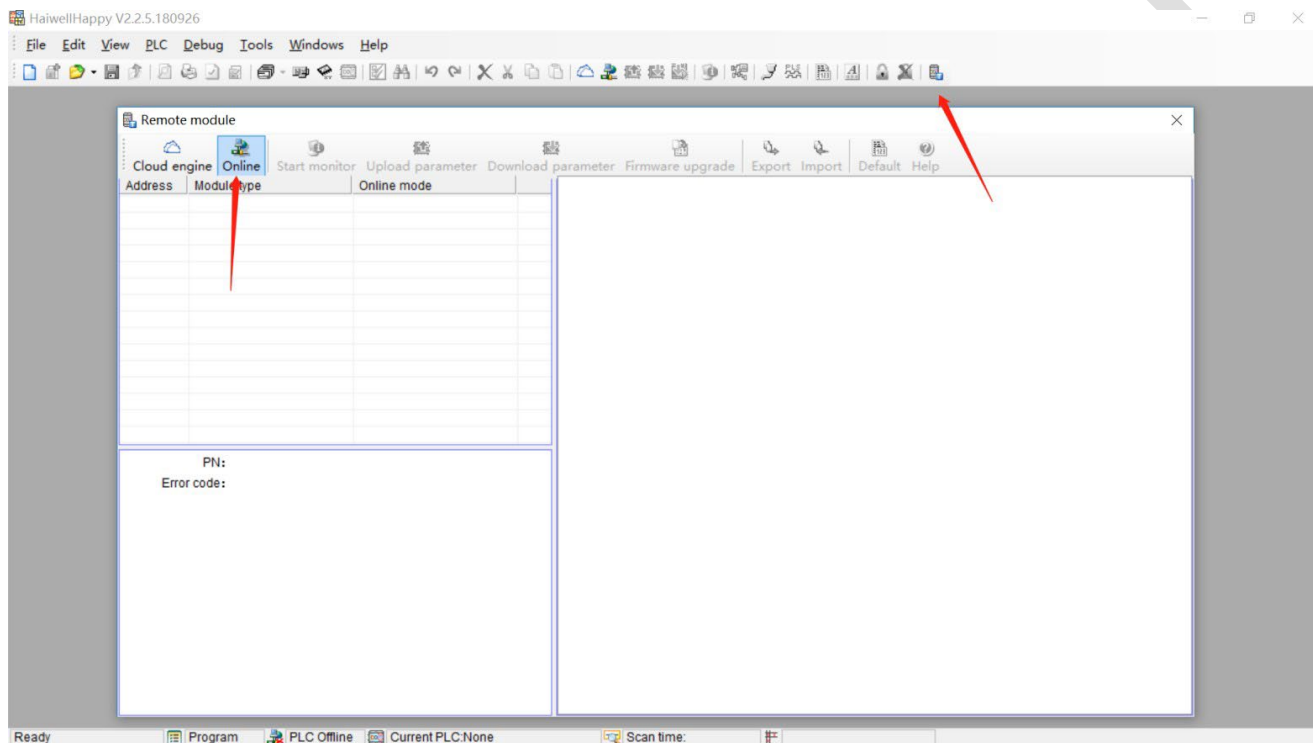 HaiwellHappy V2.2.5.180926
File Edit View PLC Debug Tools Windows Help
Remote module
Cloud engine Online Start monitor Upload parameter Download parameter Firmware upgrade Export Import Default Help
Address Module type Online mode
PN:
Error code:
Ready Program PLC Offline Current PLC:None Scan time: